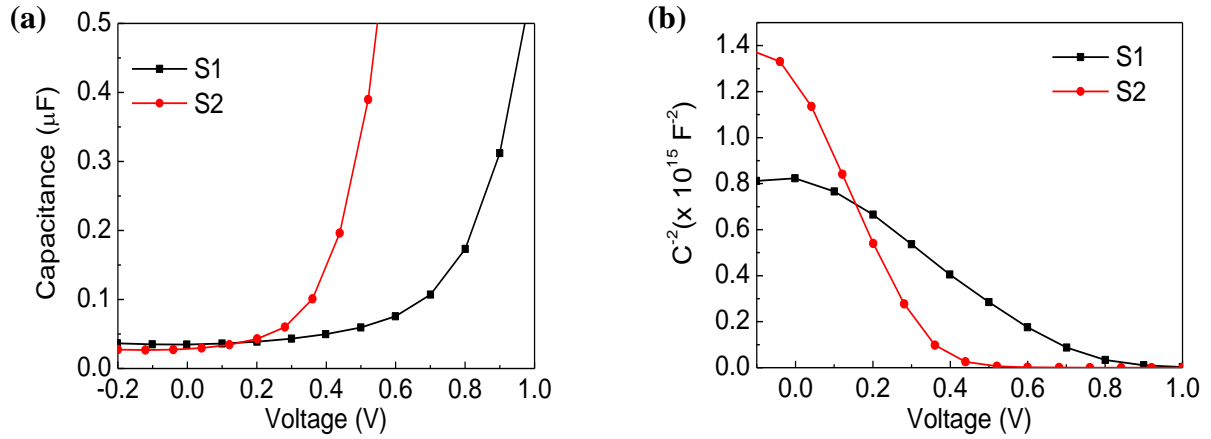 (a)
0.5
0.4
0.3
0.2
0.1
0.0
Capacitance (μF)
S1
S2
-0.2 0.0 0.2 0.4 0.6 0.8 1.0
Voltage (V)
(b)
1.4
1.2
1.0
0.8
0.6
0.4
0.2
0.0
C⁻²(x 10¹⁵ F⁻²)
S1
S2
0.0 0.2 0.4 0.6 0.8 1.0
Voltage (V)